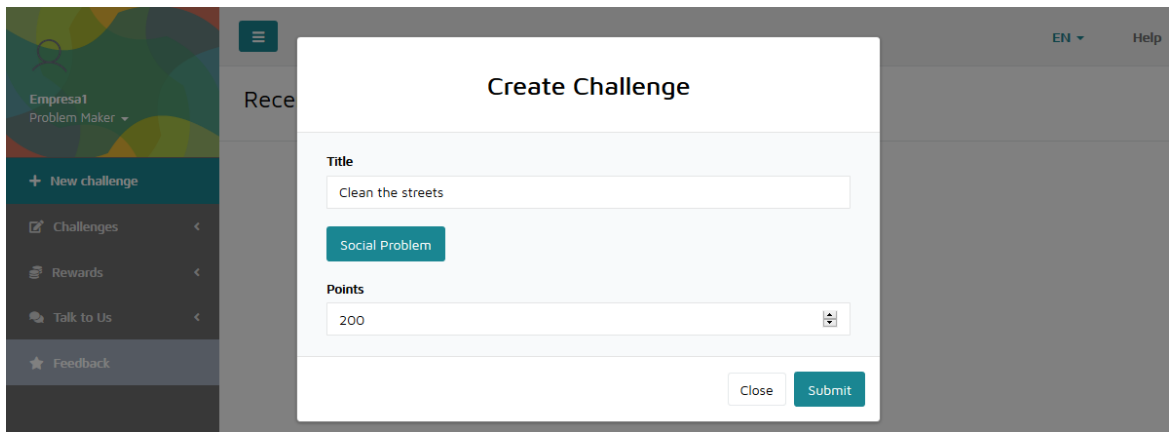 EN
Help
Empresa1
Problem Maker
Rece
New challenge
Challenges
Rewards
Talk to Us
Feedback
Create Challenge
Title
Clean the streets
Social Problem
Points
200
Close Submit